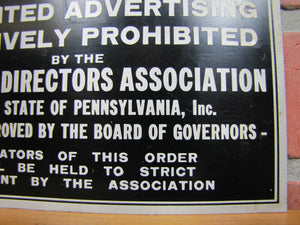 ITED ADVERTISING
IVELY PROHIBITED
BY THE
DIRECTORS ASSOCIATION
STATE OF PENNSYLVANIA, Inc.
ROVED BY THE BOARD OF GOVERNORS -
ATORS OF THIS ORDER
L BE HELD TO STRICT
NT BY THE ASSOCIATION